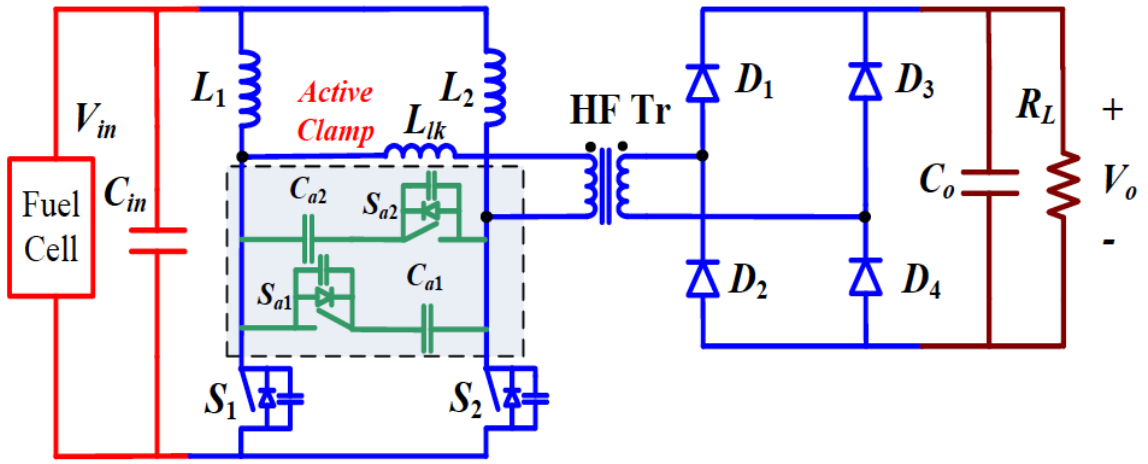 Fuel
Cell
Vin
Cin
L1
Active
Clamp
Llk
L2
Ca2
Sa2
Sa1
Ca1
S1
S2
HF Tr
D1
D3
D2
D4
Co
RL
+
Vo
-